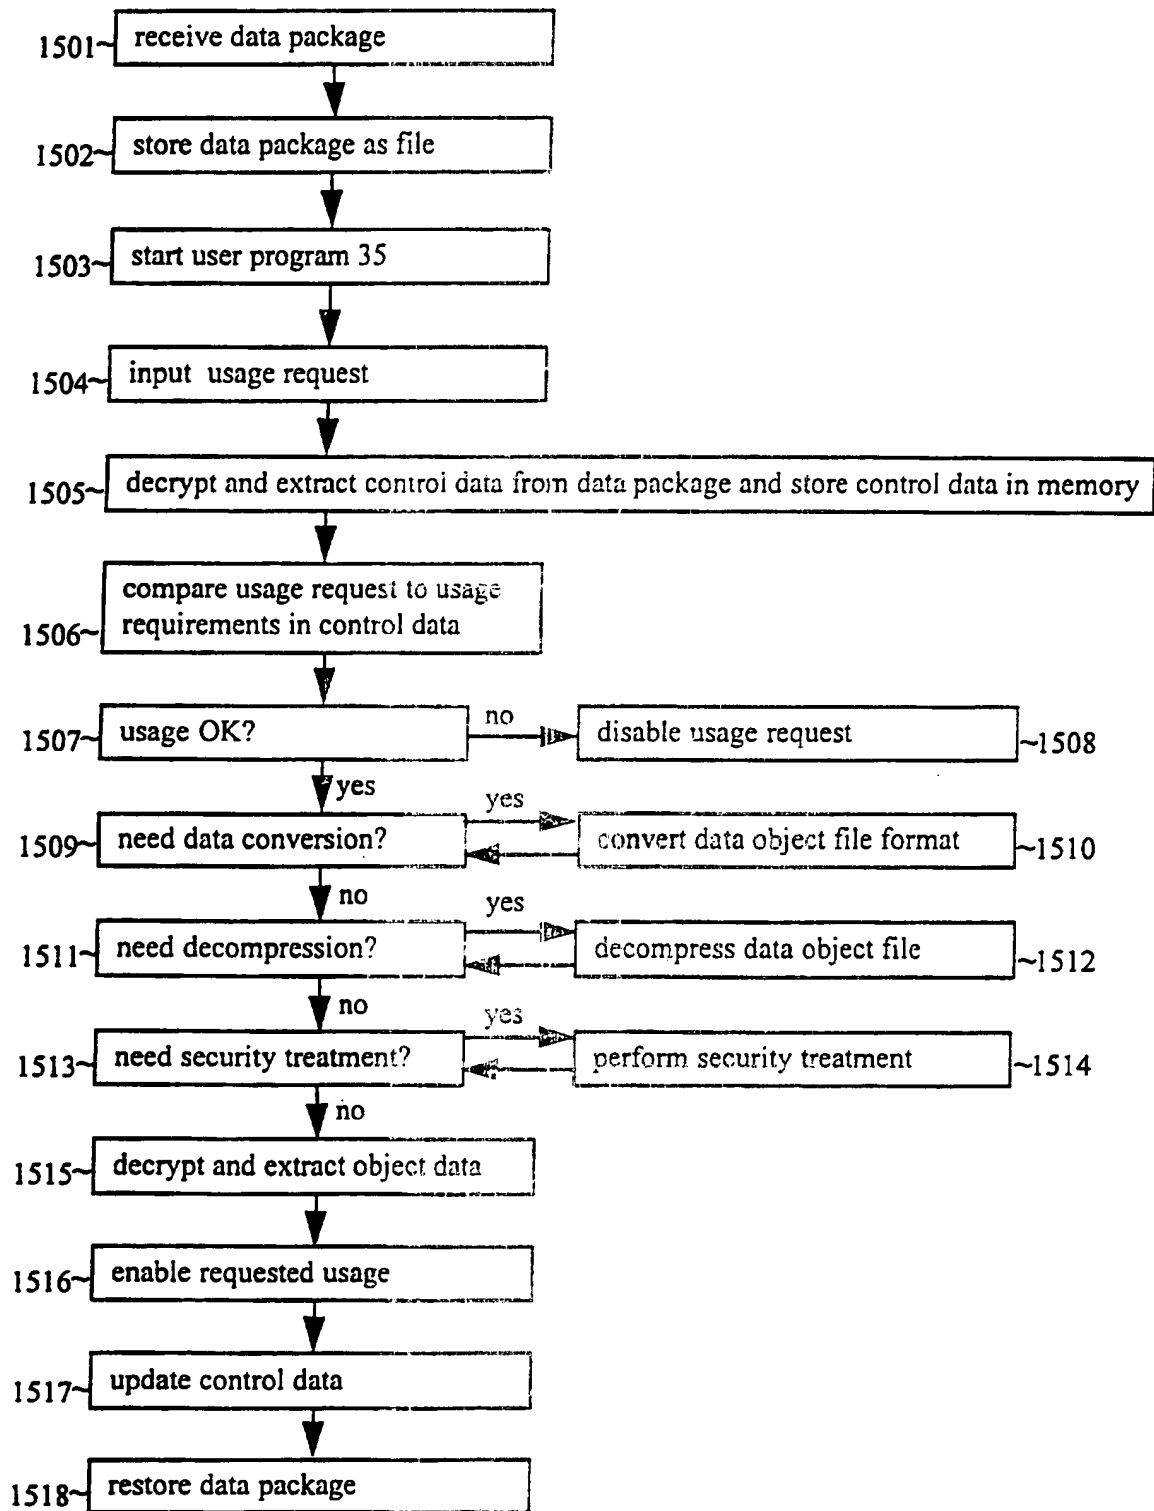 1501~ receive data package
1502~ store data package as file
1503~ start user program 35
1504~ input usage request
1505~ decrypt and extract control data from data package and store control data in memory
compare usage request to usage
1506~ requirements in control data
1507~ usage OK? no disable usage request ~1508
yes
yes
1509~ need data conversion? convert data object file format ~1510
no
yes
1511~ need decompression? decompress data object file ~1512
no
yes
1513~ need security treatment? perform security treatment ~1514
no
1515~ decrypt and extract object data
1516~ enable requested usage
1517~ update control data
1518~ restore data package